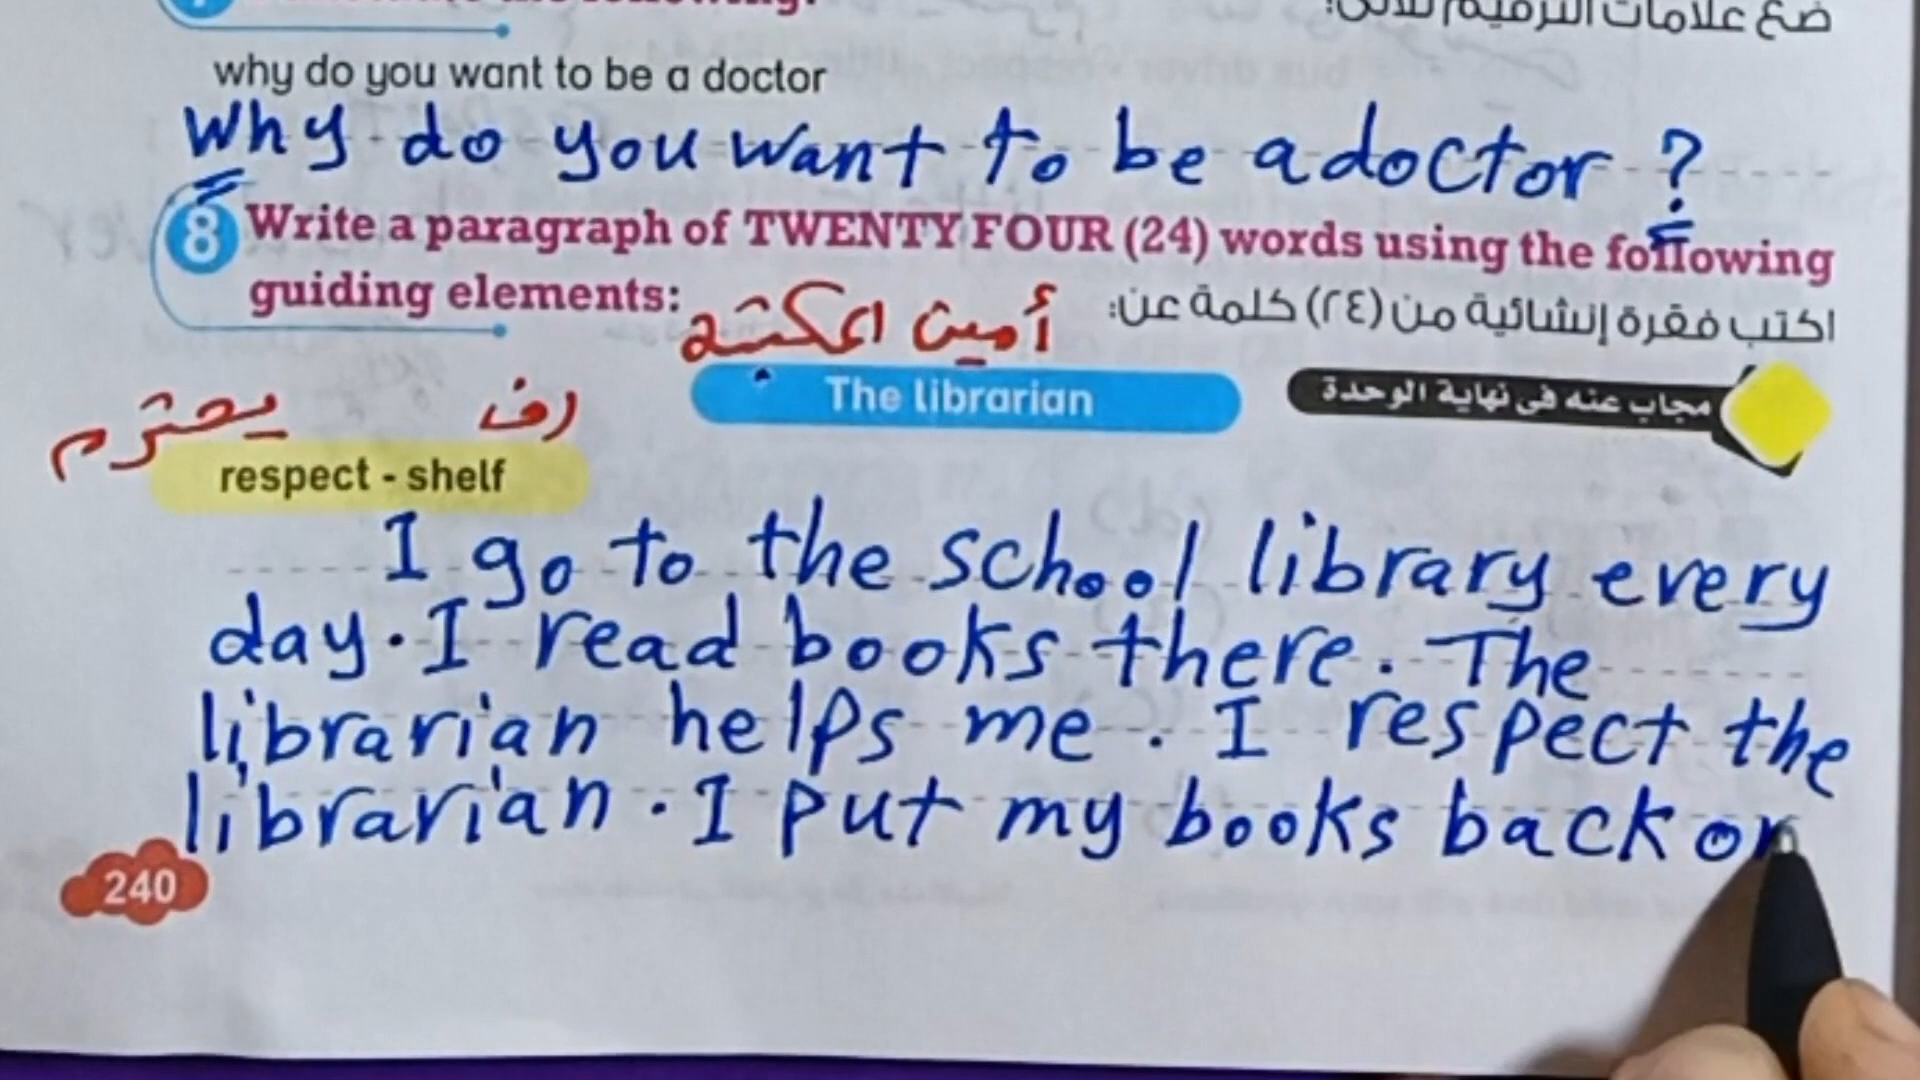 following:
ضع علامات الترقيم للآتى:
why do you want to be a doctor
Why do you want to be a doctor ?
8 Write a paragraph of TWENTY FOUR (24) words using the following
guiding elements:
اكتب فقرة إنشائية من (٢٤) كلمة عن:
أمين المكتبة
The librarian
مجاب عنه فى نهاية الوحدة
يحترم رف
respect - shelf
I go to the school library every
day. I read books there. The
librarian helps me. I respect the
librarian. I put my books back on
240